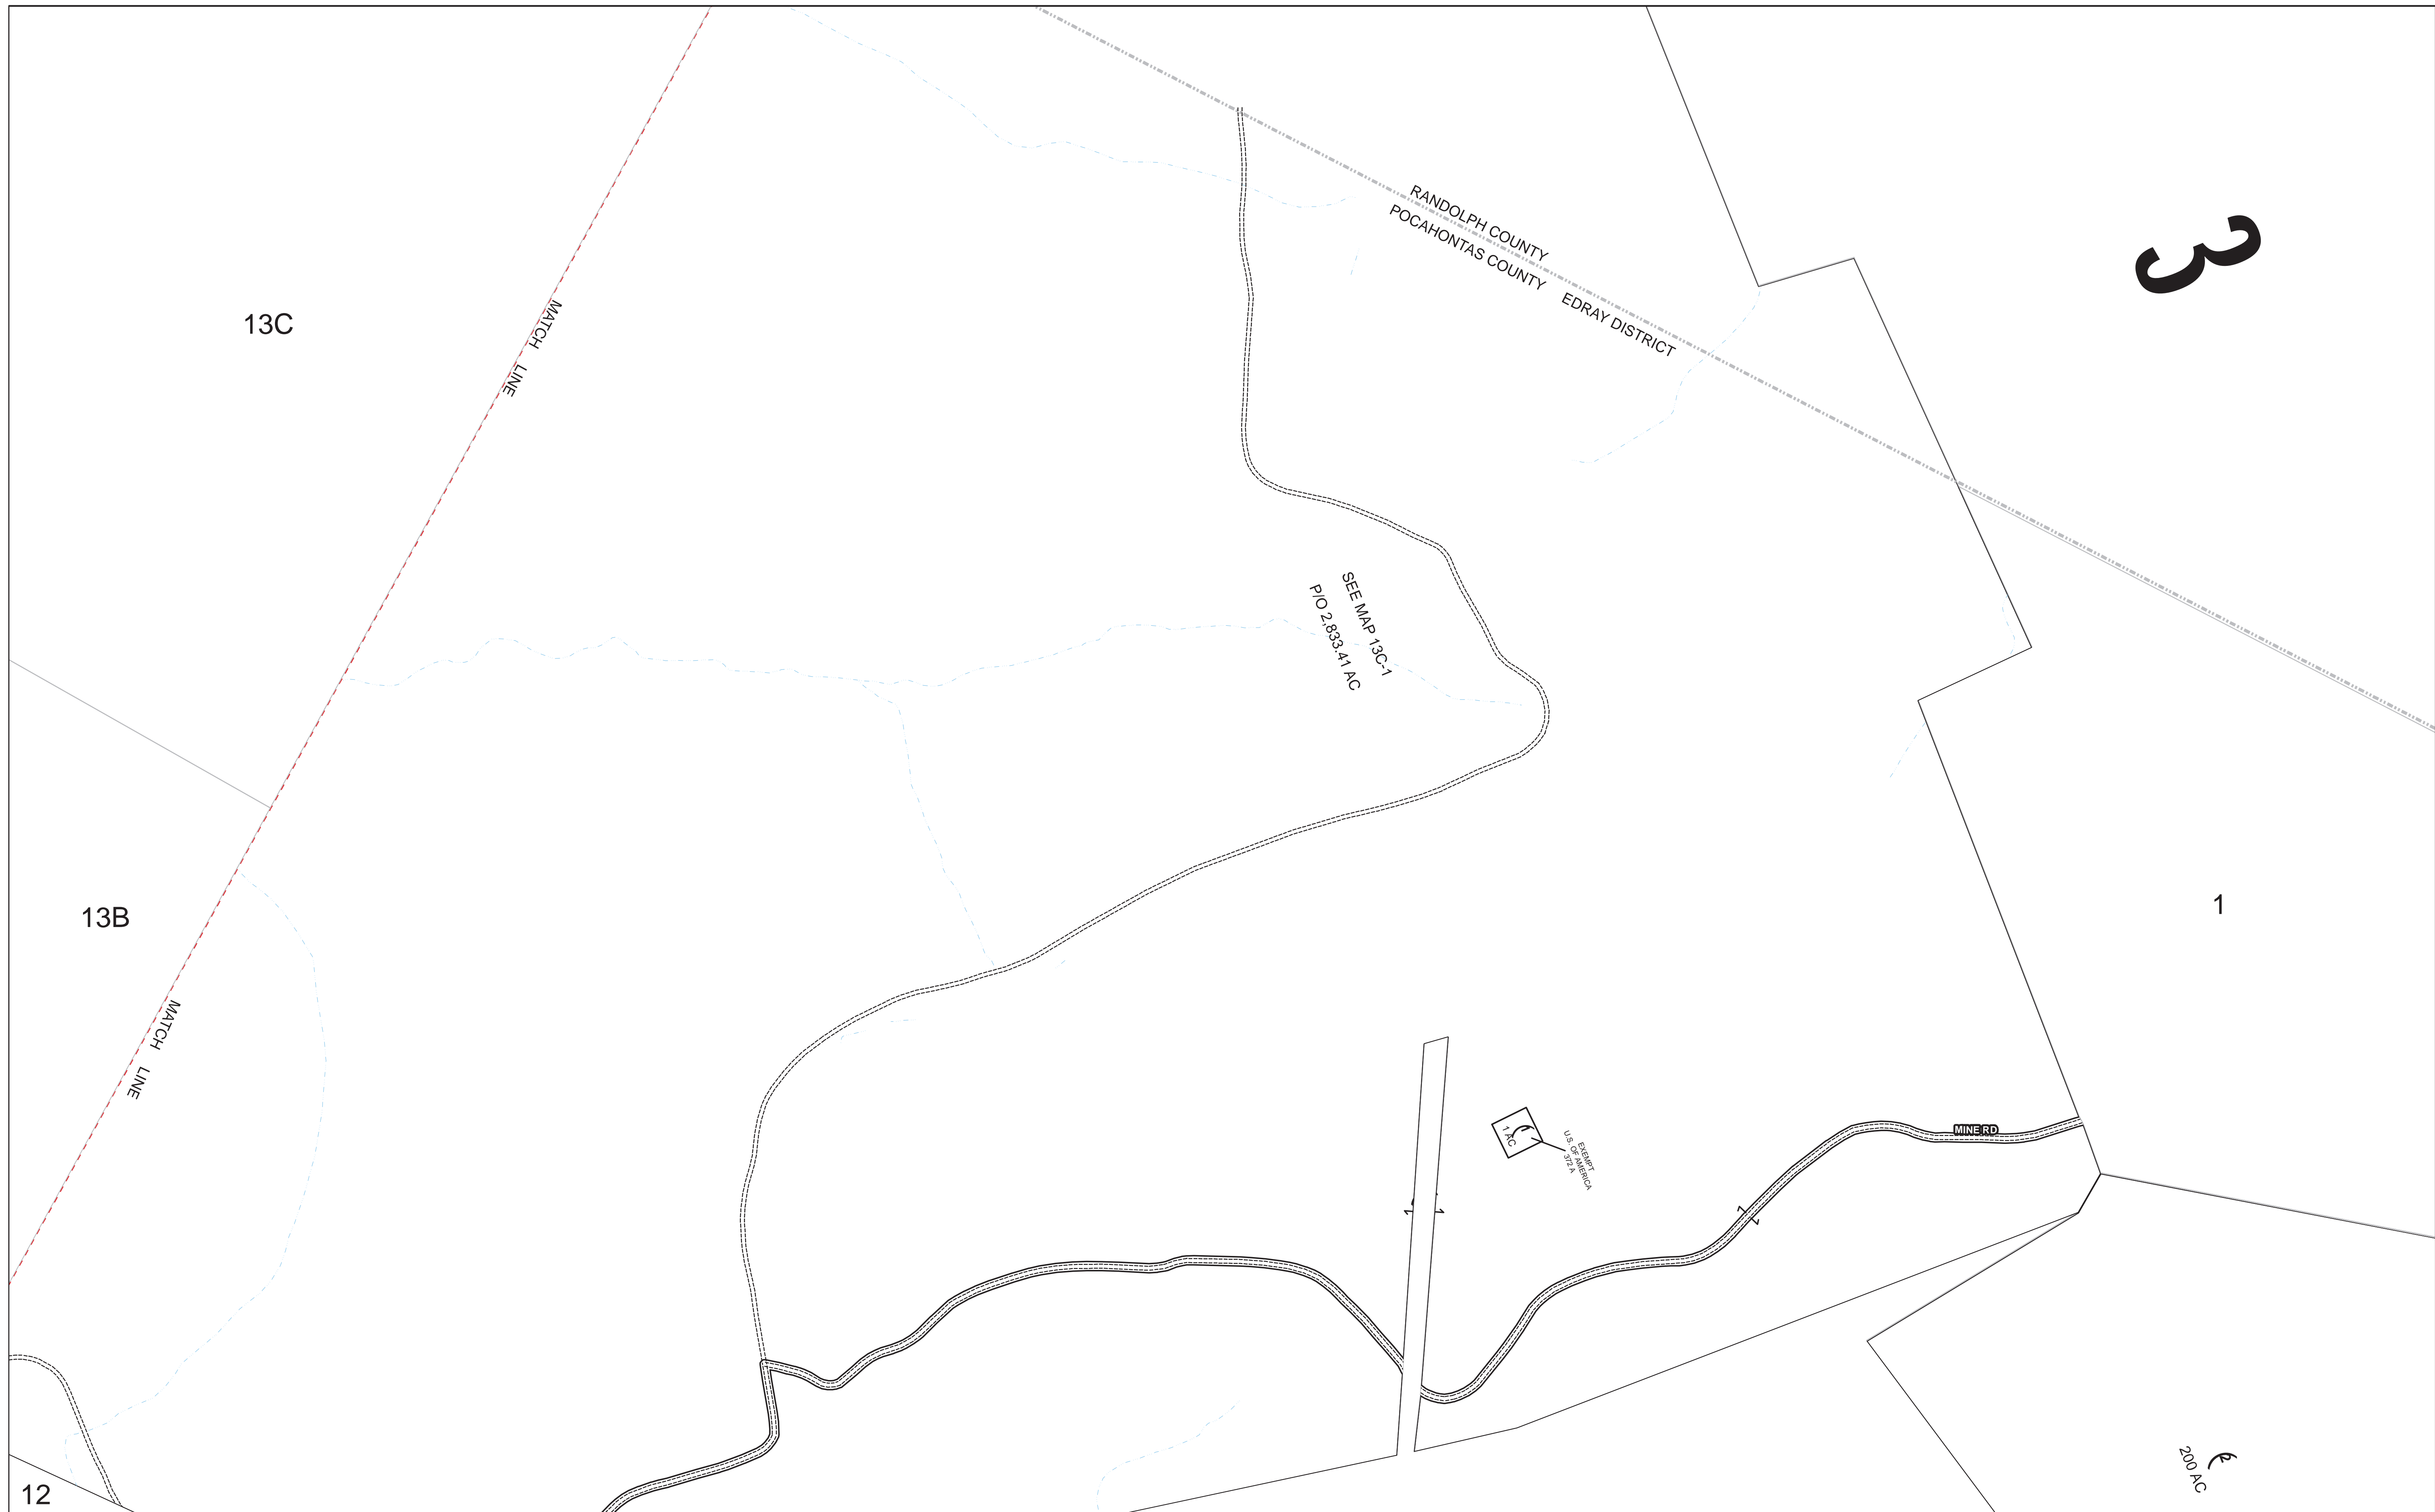 RANDOLPH COUNTY
POCAHONTAS COUNTY EDRAY DISTRICT
3
13C
MATCH LINE
SEE MAP 13C-1
P/O 2,833.41 AC
13B
1
MATCH LINE
1 AC
EXEMPT
U.S. OF AMERICA
372 A
MINE RD
200 AC
12